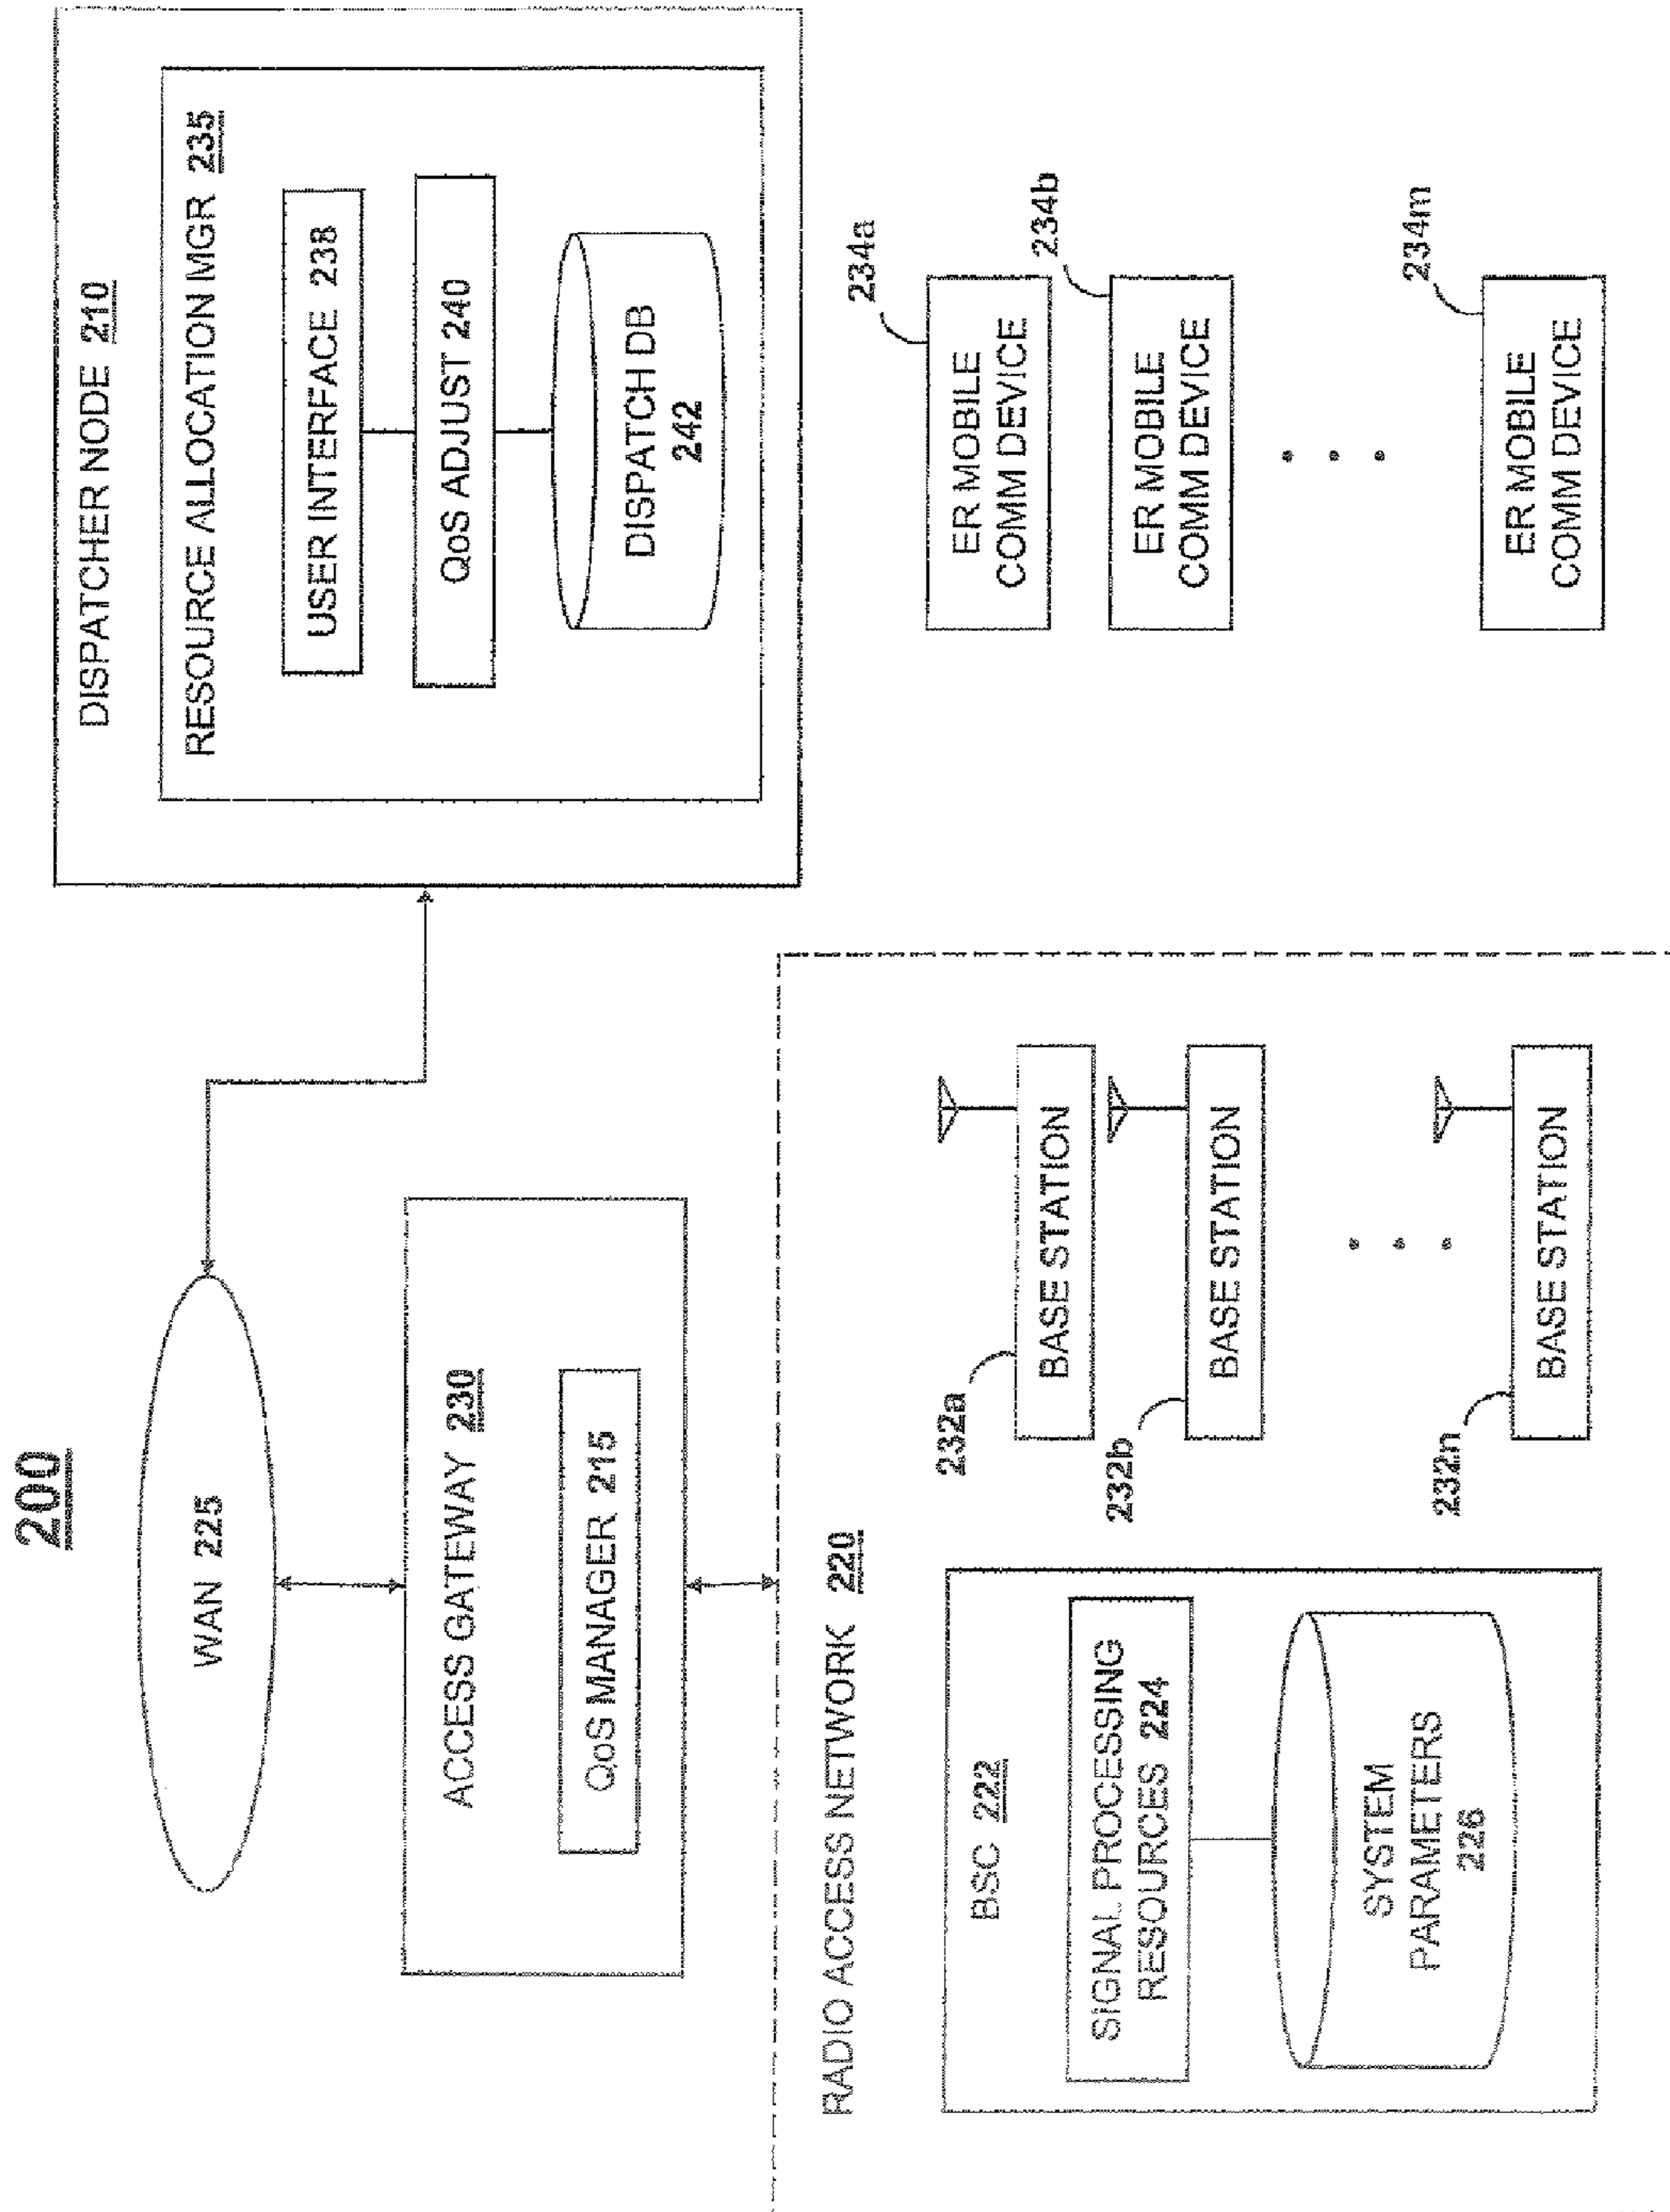 200
WAN 225
ACCESS GATEWAY 230
QoS MANAGER 215
DISPATCHER NODE 210
RESOURCE ALLOCATION MGR 235
USER INTERFACE 238
QoS ADJUST 240
DISPATCH DB
242
RADIO ACCESS NETWORK 220
BSC 222
SIGNAL PROCESSING
RESOURCES 224
SYSTEM
PARAMETERS
226
232a
BASE STATION
232b
BASE STATION
232n
BASE STATION
234a
ER MOBILE
COMM DEVICE
234b
ER MOBILE
COMM DEVICE
234m
ER MOBILE
COMM DEVICE